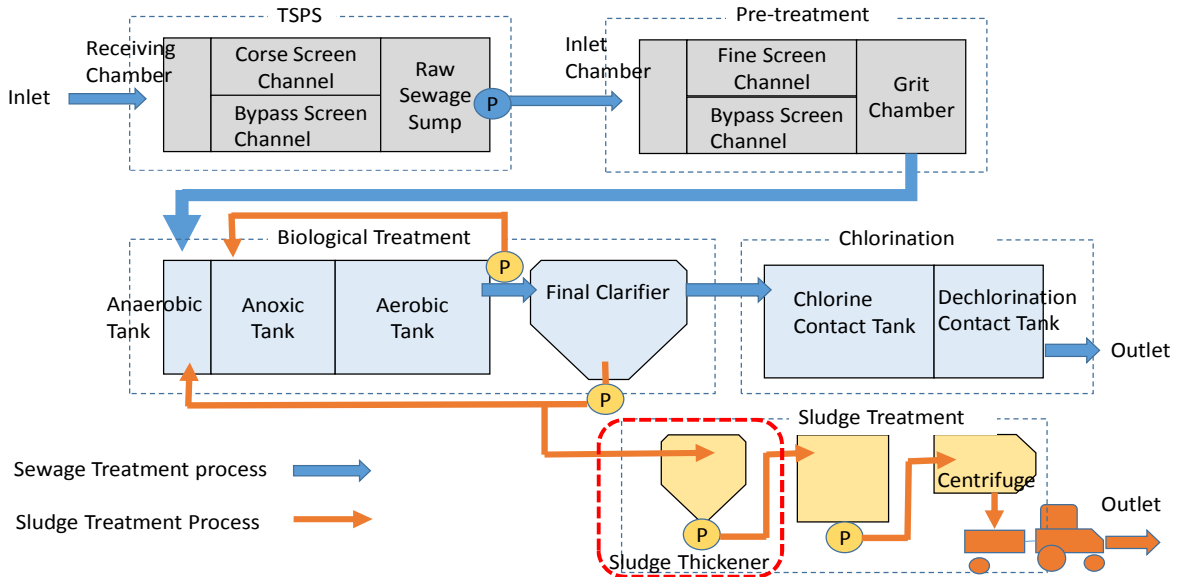 TSPS
Pre-treatment
Receiving
Chamber
Corse Screen
Channel
Bypass Screen
Channel
Raw
Sewage
Sump
P
Inlet
Inlet
Chamber
Fine Screen
Channel
Bypass Screen
Channel
Grit
Chamber
Biological Treatment
Chlorination
P
Anaerobic
Tank
Anoxic
Tank
Aerobic
Tank
Final Clarifier
Chlorine
Contact Tank
Dechlorination
Contact Tank
Outlet
P
Sludge Treatment
Sewage Treatment process
Sludge Treatment Process
P
Sludge Thickener
P
Centrifuge
Outlet